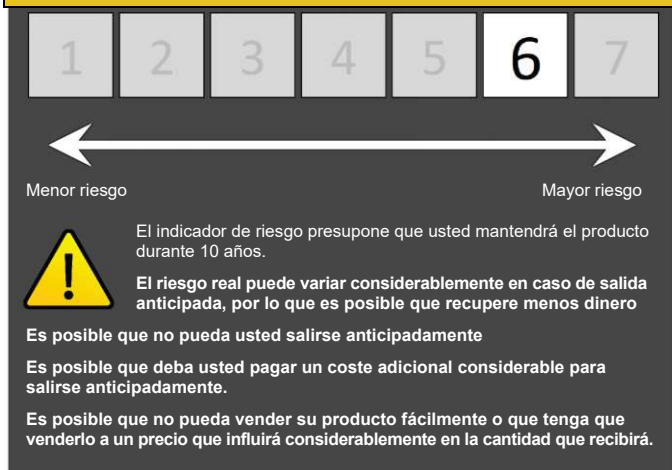 1 2 3 4 5 6 7
Menor riesgo Mayor riesgo
El indicador de riesgo presupone que usted mantendrá el producto
durante 10 años.
El riesgo real puede variar considerablemente en caso de salida
anticipada, por lo que es posible que recupere menos dinero
Es posible que no pueda usted salirse anticipadamente
Es posible que deba usted pagar un coste adicional considerable para
salirse anticipadamente.
Es posible que no pueda vender su producto fácilmente o que tenga que
venderlo a un precio que influirá considerablemente en la cantidad que recibirá.